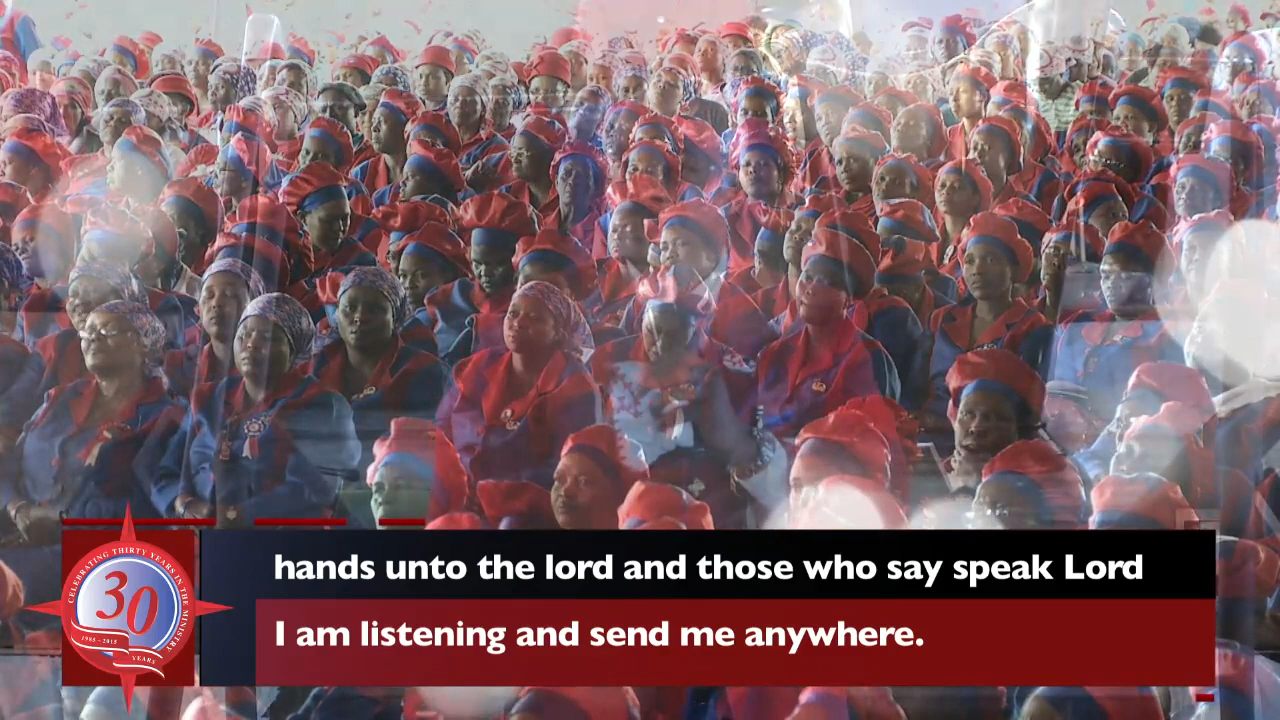 hands unto the lord and those who say speak Lord
I am listening and send me anywhere.
CELEBRATING THIRTY YEARS IN THE MINISTRY
30
1985 - 2015
YEARS